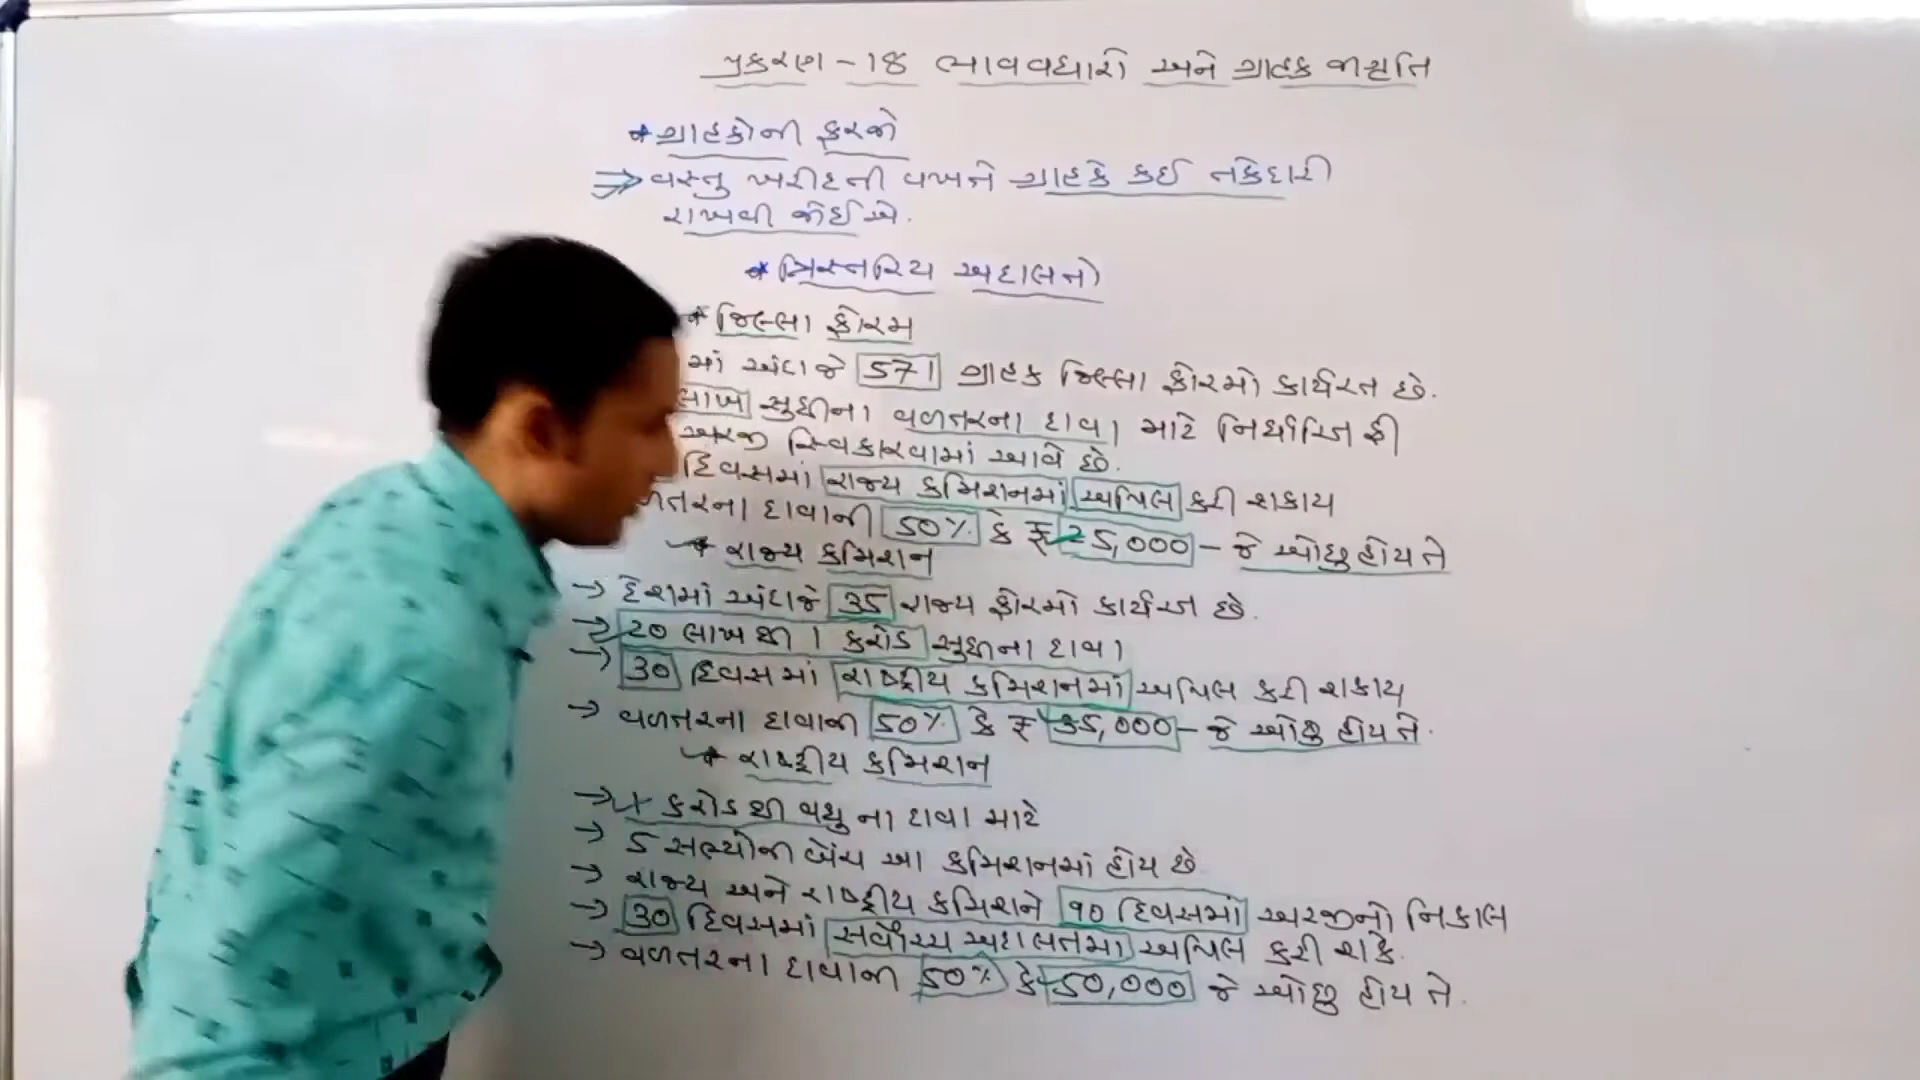 પ્રકરણ - 18 ભાવવધારો અને ગ્રાહક જાગૃતિ
* ગ્રાહકોની ફરજો
⇒ વસ્તુ ખરીદતી વખતે ગ્રાહકે કઈ તકેદારી
રાખવી જોઈએ.
* ત્રિસ્તરિય અદાલતો
* જિલ્લા ફોરમ
માં અંદાજે 571 ગ્રાહક જિલ્લા ફોરમો કાર્યરત છે.
લાખ સુધીના વળતરના દાવા માટે નિર્ધારિત ફી
અરજી સ્વિકારવામાં આવે છે.
દિવસમાં રાજ્ય કમિશનમાં અપિલ કરી શકાય
ળતરના દાવાની 50% કે ₹ 25,000 - જે ઓછુ હોય તે
* રાજ્ય કમિશન
→ દેશમાં અંદાજે 35 રાજ્ય ફોરમો કાર્યરત છે.
→ 20 લાખ થી 1 કરોડ સુધીના દાવા
→ 30 દિવસમાં રાષ્ટ્રીય કમિશનમાં અપિલ કરી શકાય
→ વળતરના દાવાની 50% કે ₹ 35,000 - જે ઓછુ હોય તે.
* રાષ્ટ્રીય કમિશન
→ 1 કરોડથી વધુ ના દાવા માટે
→ 5 સભ્યોની બેંચ આ કમિશનમાં હોય છે.
→ રાજ્ય અને રાષ્ટ્રીય કમિશને 90 દિવસમાં અરજીનો નિકાલ
→ 30 દિવસમાં સર્વોચ્ચ અદાલતમાં અપિલ કરી શકે.
→ વળતરના દાવાની 50% કે 50,000 જે ઓછુ હોય તે.